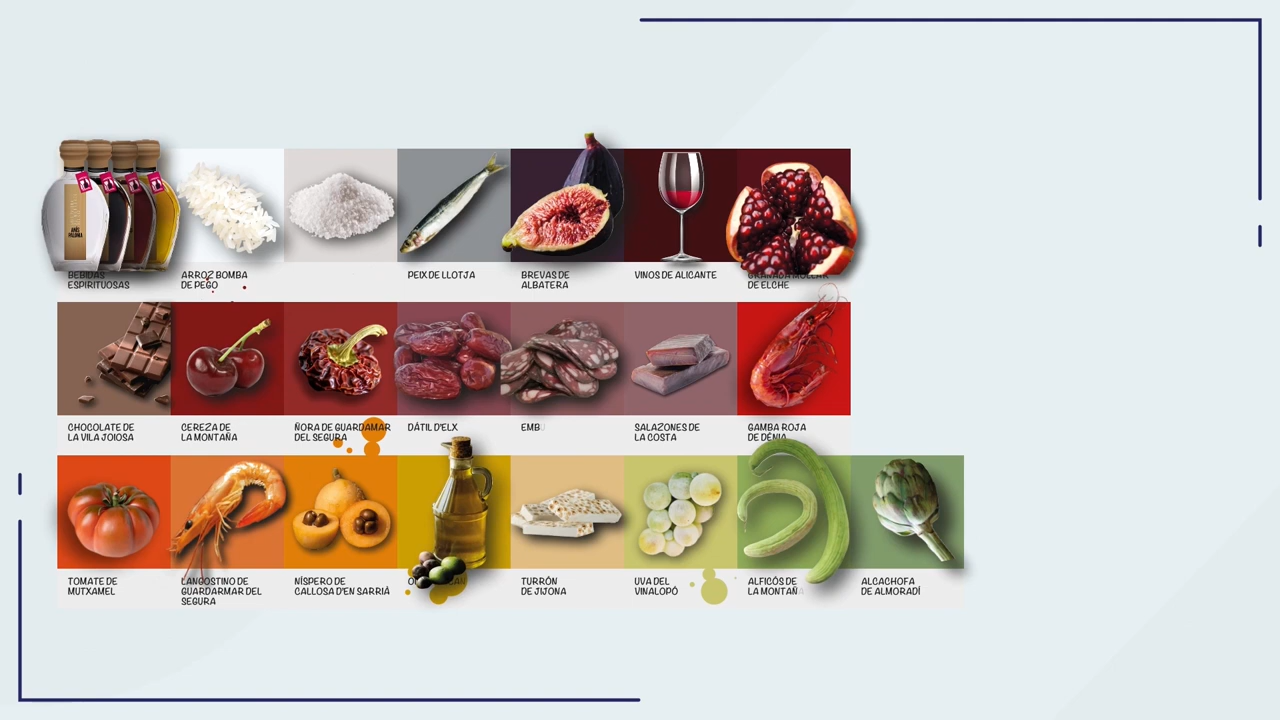 BEBIDAS
ESPIRITUOSAS
ARROZ BOMBA
DE PEGO
PEIX DE LLOTJA
BREVAS DE
ALBATERA
VINOS DE ALICANTE
GRANADA MOLLAR
DE ELCHE
CHOCOLATE DE
LA VILA JOIOSA
CEREZA DE
LA MONTAÑA
ÑORA DE GUARDAMAR
DEL SEGURA
DÁTIL D'ELX
EMB
SALAZONES DE
LA COSTA
GAMBA ROJA
DE DÉNIA
TOMATE DE
MUTXAMEL
LANGOSTINO DE
GUARDARMAR DEL
SEGURA
NÍSPERO DE
CALLOSA D'EN SARRIÀ
TURRÓN
DE JIJONA
UVA DEL
VINALOPÓ
ALFICÓS DE
LA MONTAÑA
ALCACHOFA
DE ALMORADÍ